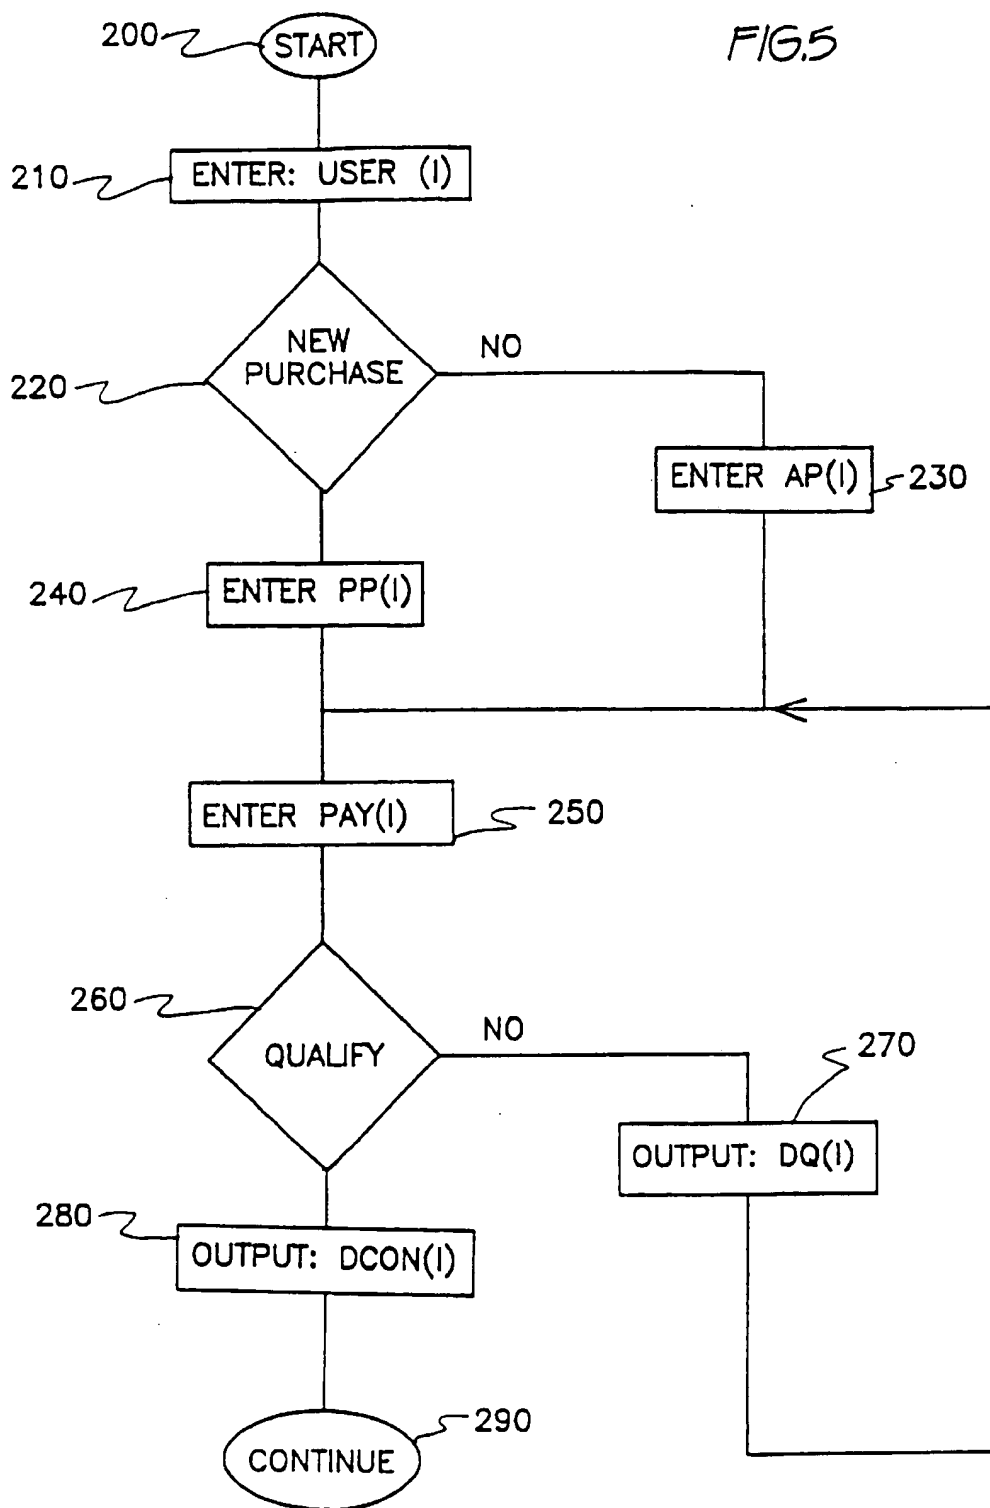 FIG.5
200
START
210
ENTER: USER (I)
220
NEW
PURCHASE
NO
ENTER AP(I)
230
240
ENTER PP(I)
ENTER PAY(I)
250
260
QUALIFY
NO
270
OUTPUT: DQ(I)
280
OUTPUT: DCON(I)
CONTINUE
290